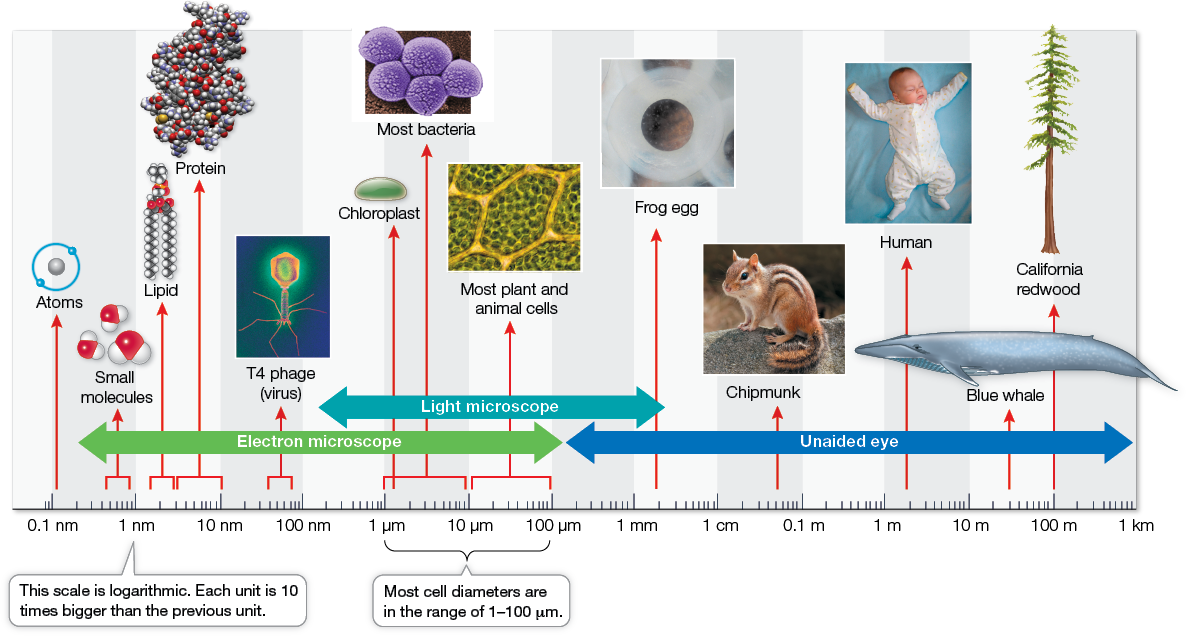 Most bacteria
Protein
Chloroplast
Frog egg
Human
California
redwood
Atoms
Lipid
Most plant and
animal cells
Small
molecules
T4 phage
(virus)
Chipmunk
Blue whale
Light microscope
Electron microscope
Unaided eye
0.1 nm 1 nm 10 nm 100 nm 1 μm 10 μm 100 μm 1 mm 1 cm 0.1 m 1 m 10 m 100 m 1 km
This scale is logarithmic. Each unit is 10
times bigger than the previous unit.
Most cell diameters are
in the range of 1–100 μm.